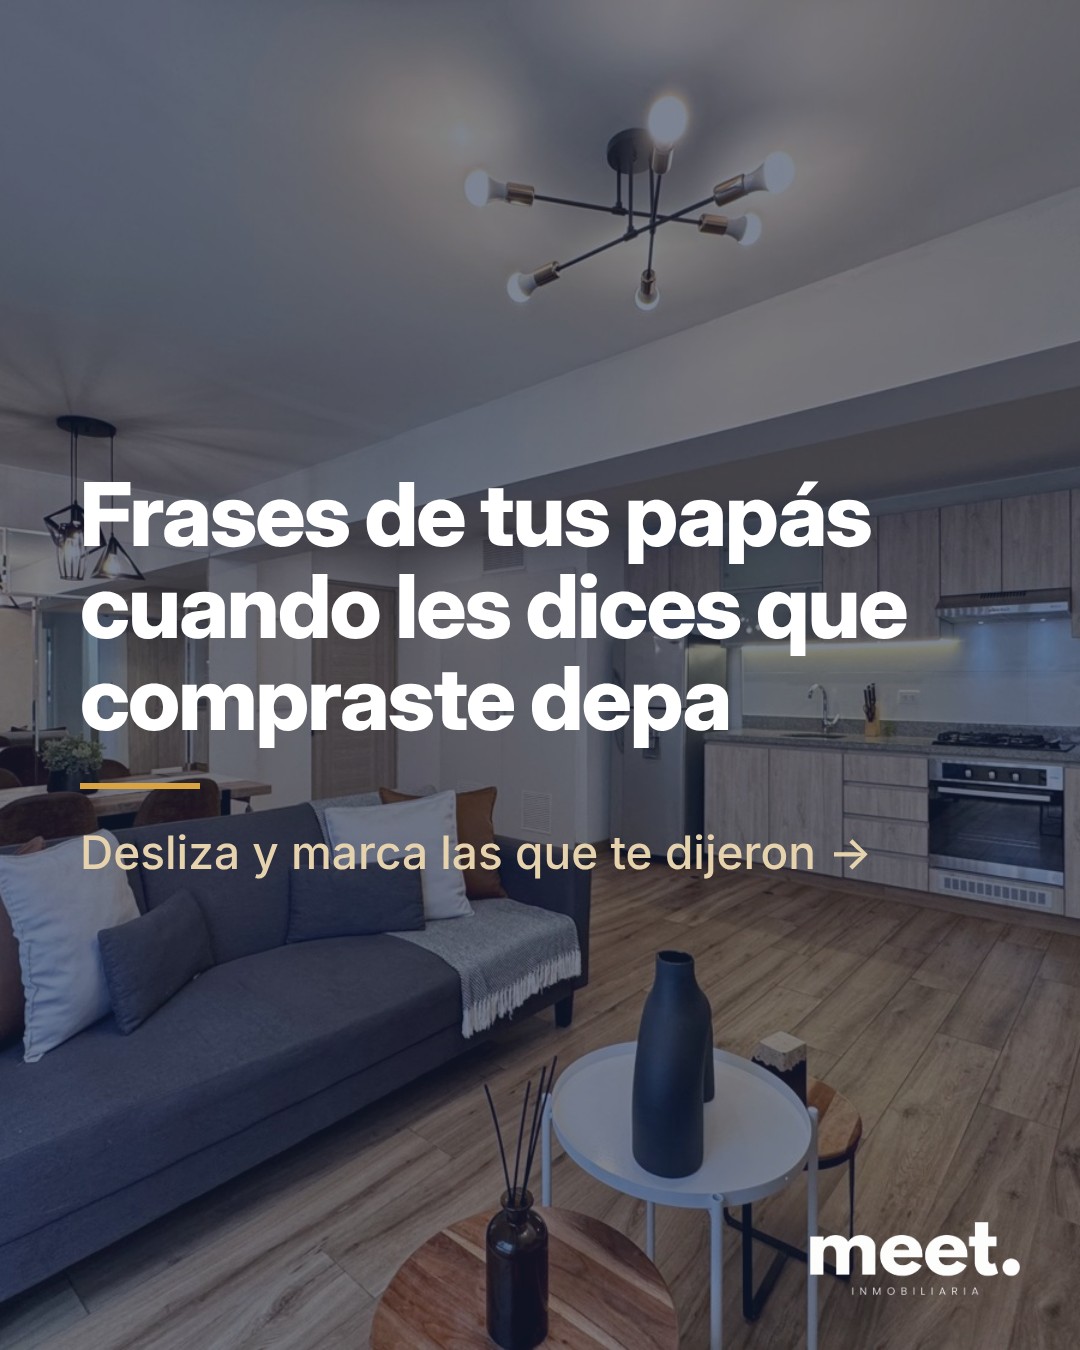 Frases de tus papás
cuando les dices que
compraste depa
Desliza y marca las que te dijeron →
meet.
INMOBILIARIA